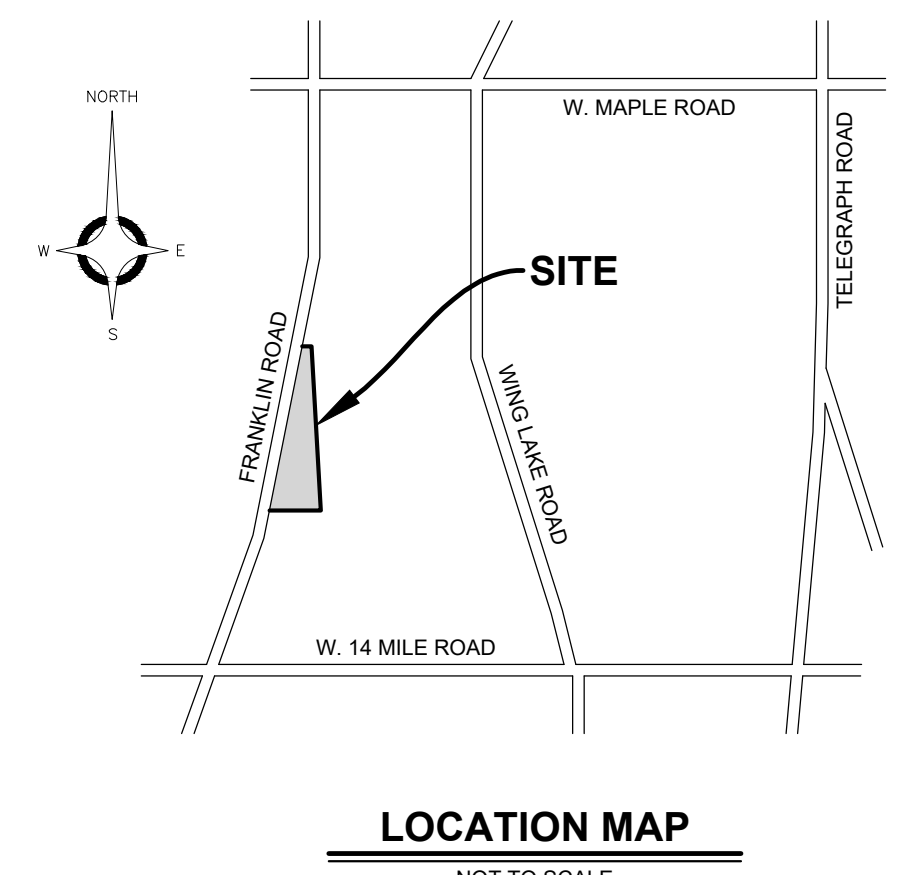 NORTH
W. MAPLE ROAD
TELEGRAPH ROAD
W
E
SITE
S
FRANKLIN ROAD
WING LAKE ROAD
W. 14 MILE ROAD
LOCATION MAP
NOT TO SCALE